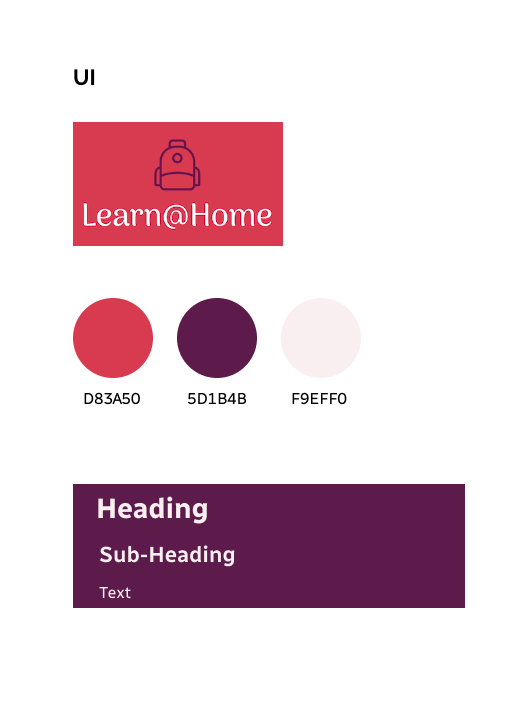 UI
Learn@Home
D83A50
5D1B4B
F9EFF0
Heading
Sub-Heading
Text